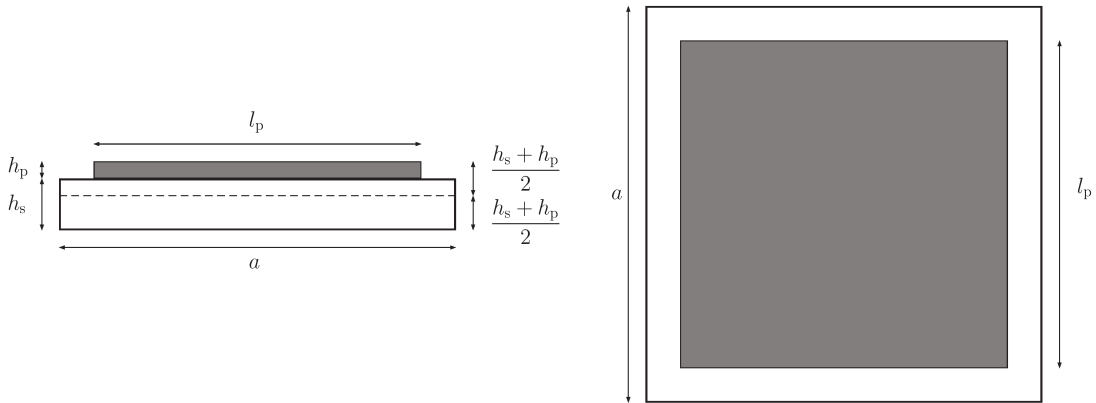 l_p
h_p
h_s
(h_s + h_p)/2
(h_s + h_p)/2
a
a
l_p